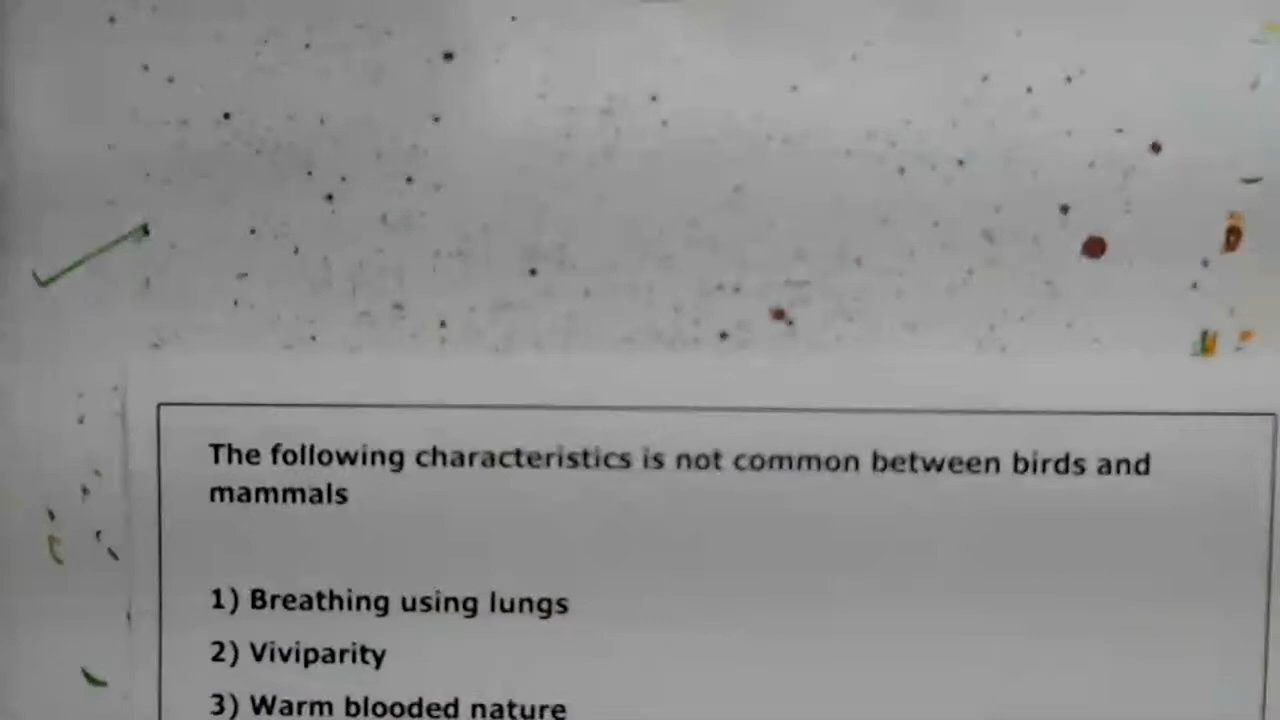 The following characteristics is not common between birds and
mammals
1) Breathing using lungs
2) Viviparity
3) Warm blooded nature